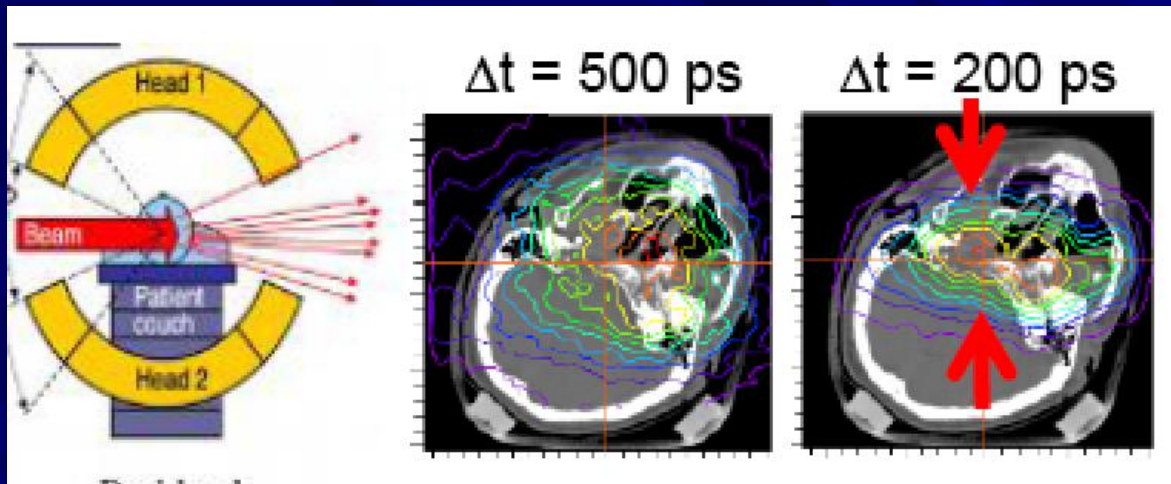 Head 1
Beam
Patient
couch
Head 2
Δt = 500 ps
Δt = 200 ps